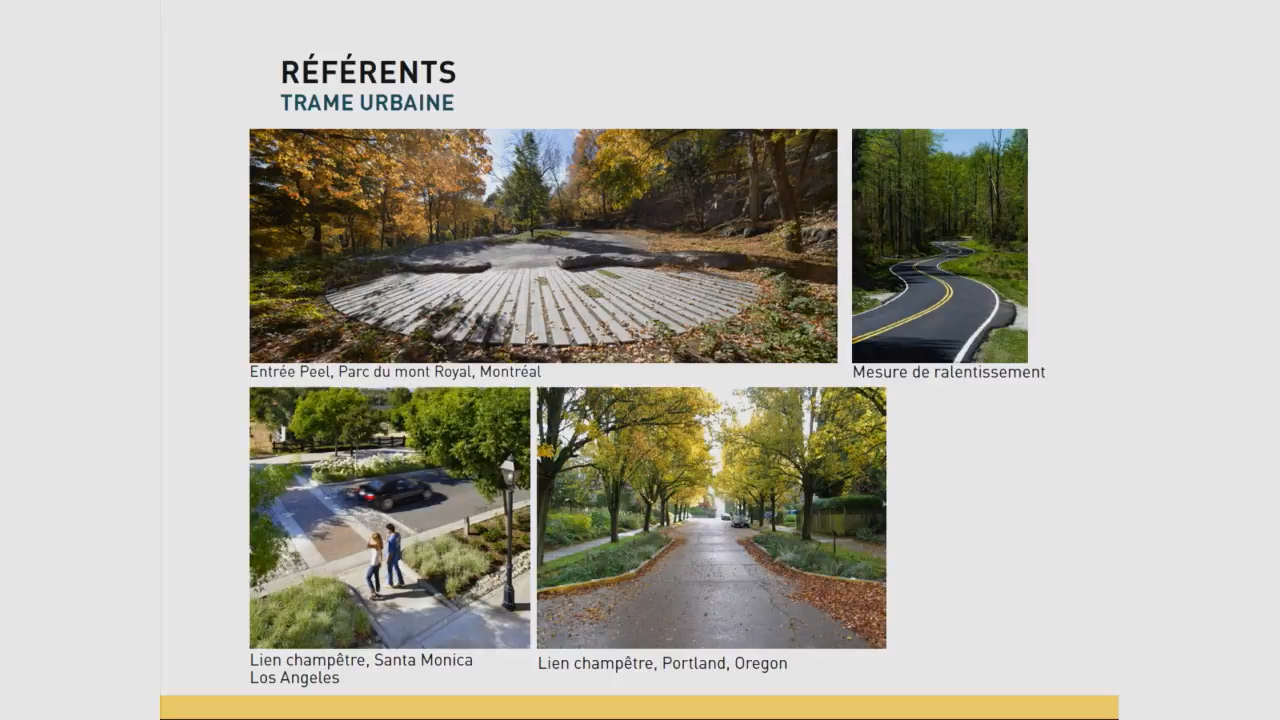 RÉFÉRENTS
TRAME URBAINE
Entrée Peel, Parc du mont Royal, Montréal
Mesure de ralentissement
Lien champêtre, Santa Monica
Los Angeles
Lien champêtre, Portland, Oregon